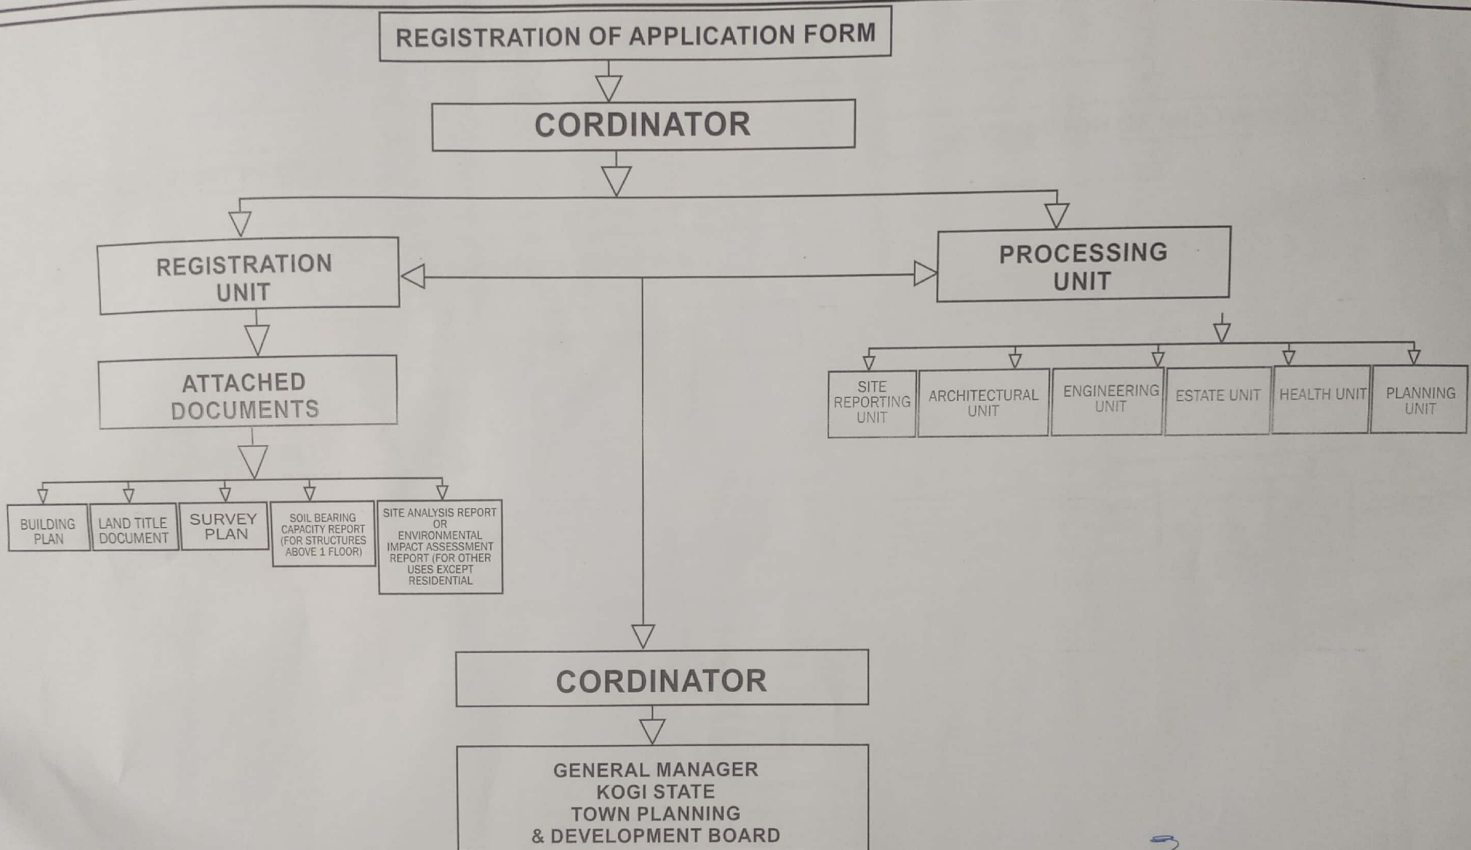 REGISTRATION OF APPLICATION FORM
CORDINATOR
REGISTRATION
UNIT
PROCESSING
UNIT
ATTACHED
DOCUMENTS
SITE
REPORTING
UNIT
ARCHITECTURAL
UNIT
ENGINEERING
UNIT
ESTATE UNIT
HEALTH UNIT
PLANNING
UNIT
BUILDING
PLAN
LAND TITLE
DOCUMENT
SURVEY
PLAN
SOIL BEARING
CAPACITY REPORT
(FOR STRUCTURES
ABOVE 1 FLOOR)
SITE ANALYSIS REPORT
OR
ENVIRONMENTAL
IMPACT ASSESSMENT
REPORT (FOR OTHER
USES EXCEPT
RESIDENTIAL
CORDINATOR
GENERAL MANAGER
KOGI STATE
TOWN PLANNING
& DEVELOPMENT BOARD